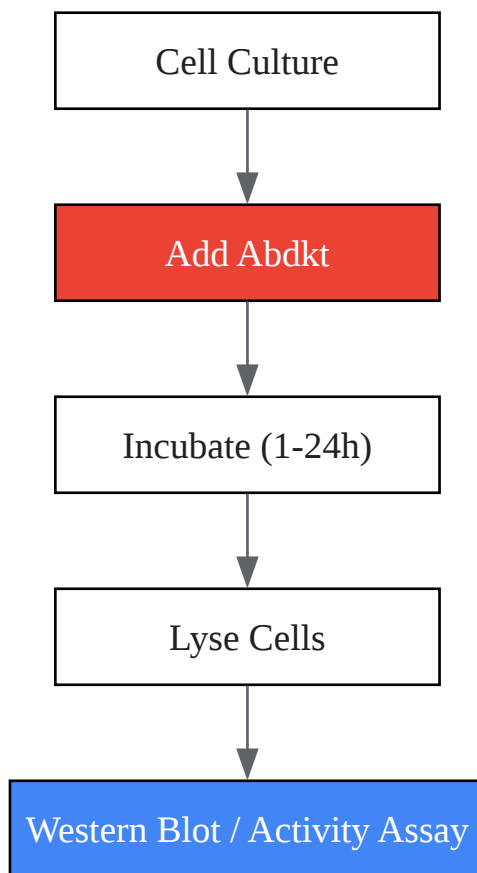 Cell Culture
Add Abdkt
Incubate (1-24h)
Lyse Cells
Western Blot / Activity Assay